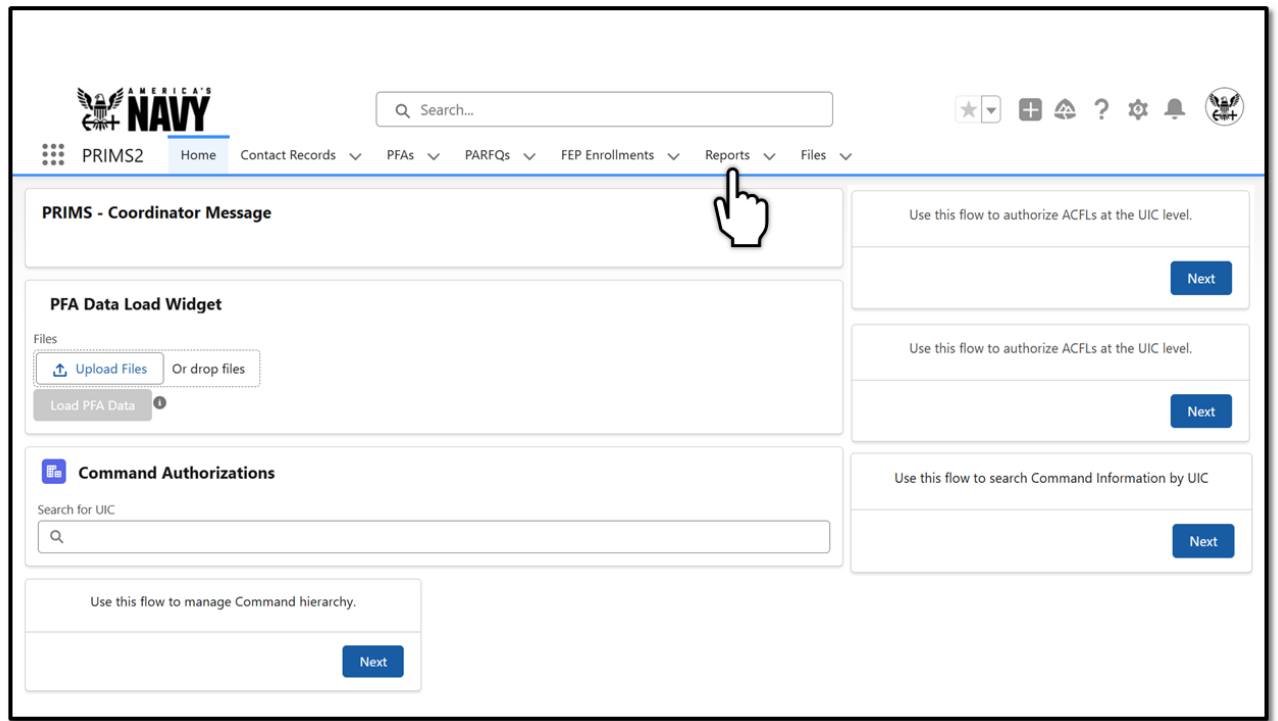 AMERICA'S
NAVY
Search...
PRIMS2 Home Contact Records PFAs PARFQs FEP Enrollments Reports Files
PRIMS - Coordinator Message
PFA Data Load Widget
Files
Upload Files Or drop files
Load PFA Data
Command Authorizations
Search for UIC
Use this flow to manage Command hierarchy.
Next
Use this flow to authorize ACFLs at the UIC level.
Next
Use this flow to authorize ACFLs at the UIC level.
Next
Use this flow to search Command Information by UIC
Next